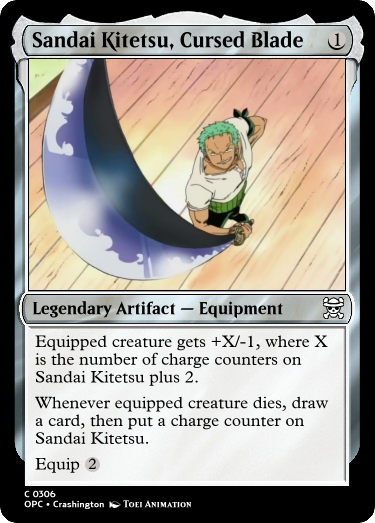 Sandai Kitetsu, Cursed Blade 1
Legendary Artifact — Equipment
Equipped creature gets +X/-1, where X
is the number of charge counters on
Sandai Kitetsu plus 2.
Whenever equipped creature dies, draw
a card, then put a charge counter on
Sandai Kitetsu.
Equip 2
C 0306
OPC • Crashington TOEI ANIMATION